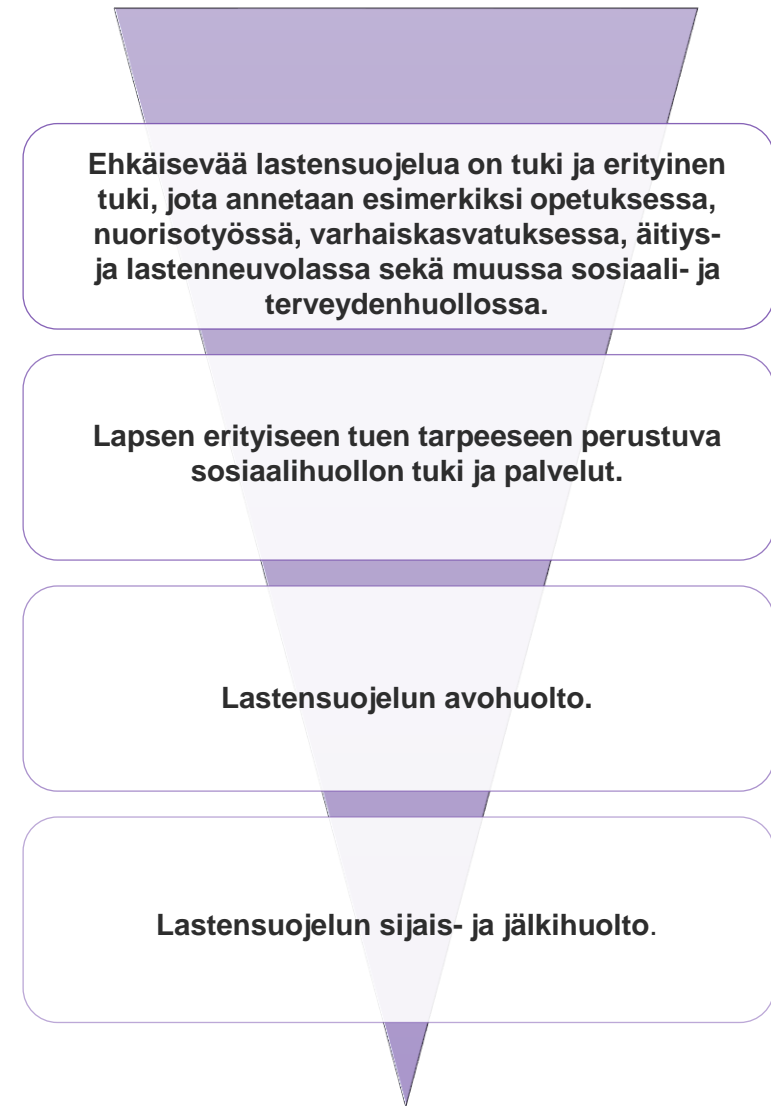 Ehkäisevää lastensuojelua on tuki ja erityinen
tuki, jota annetaan esimerkiksi opetuksessa,
nuorisotyössä, varhaiskasvatuksessa, äitiys-
ja lastenneuvolassa sekä muussa sosiaali- ja
terveydenhuollossa.
Lapsen erityiseen tuen tarpeeseen perustuva
sosiaalihuollon tuki ja palvelut.
Lastensuojelun avohuolto.
Lastensuojelun sijais- ja jälkihuolto.